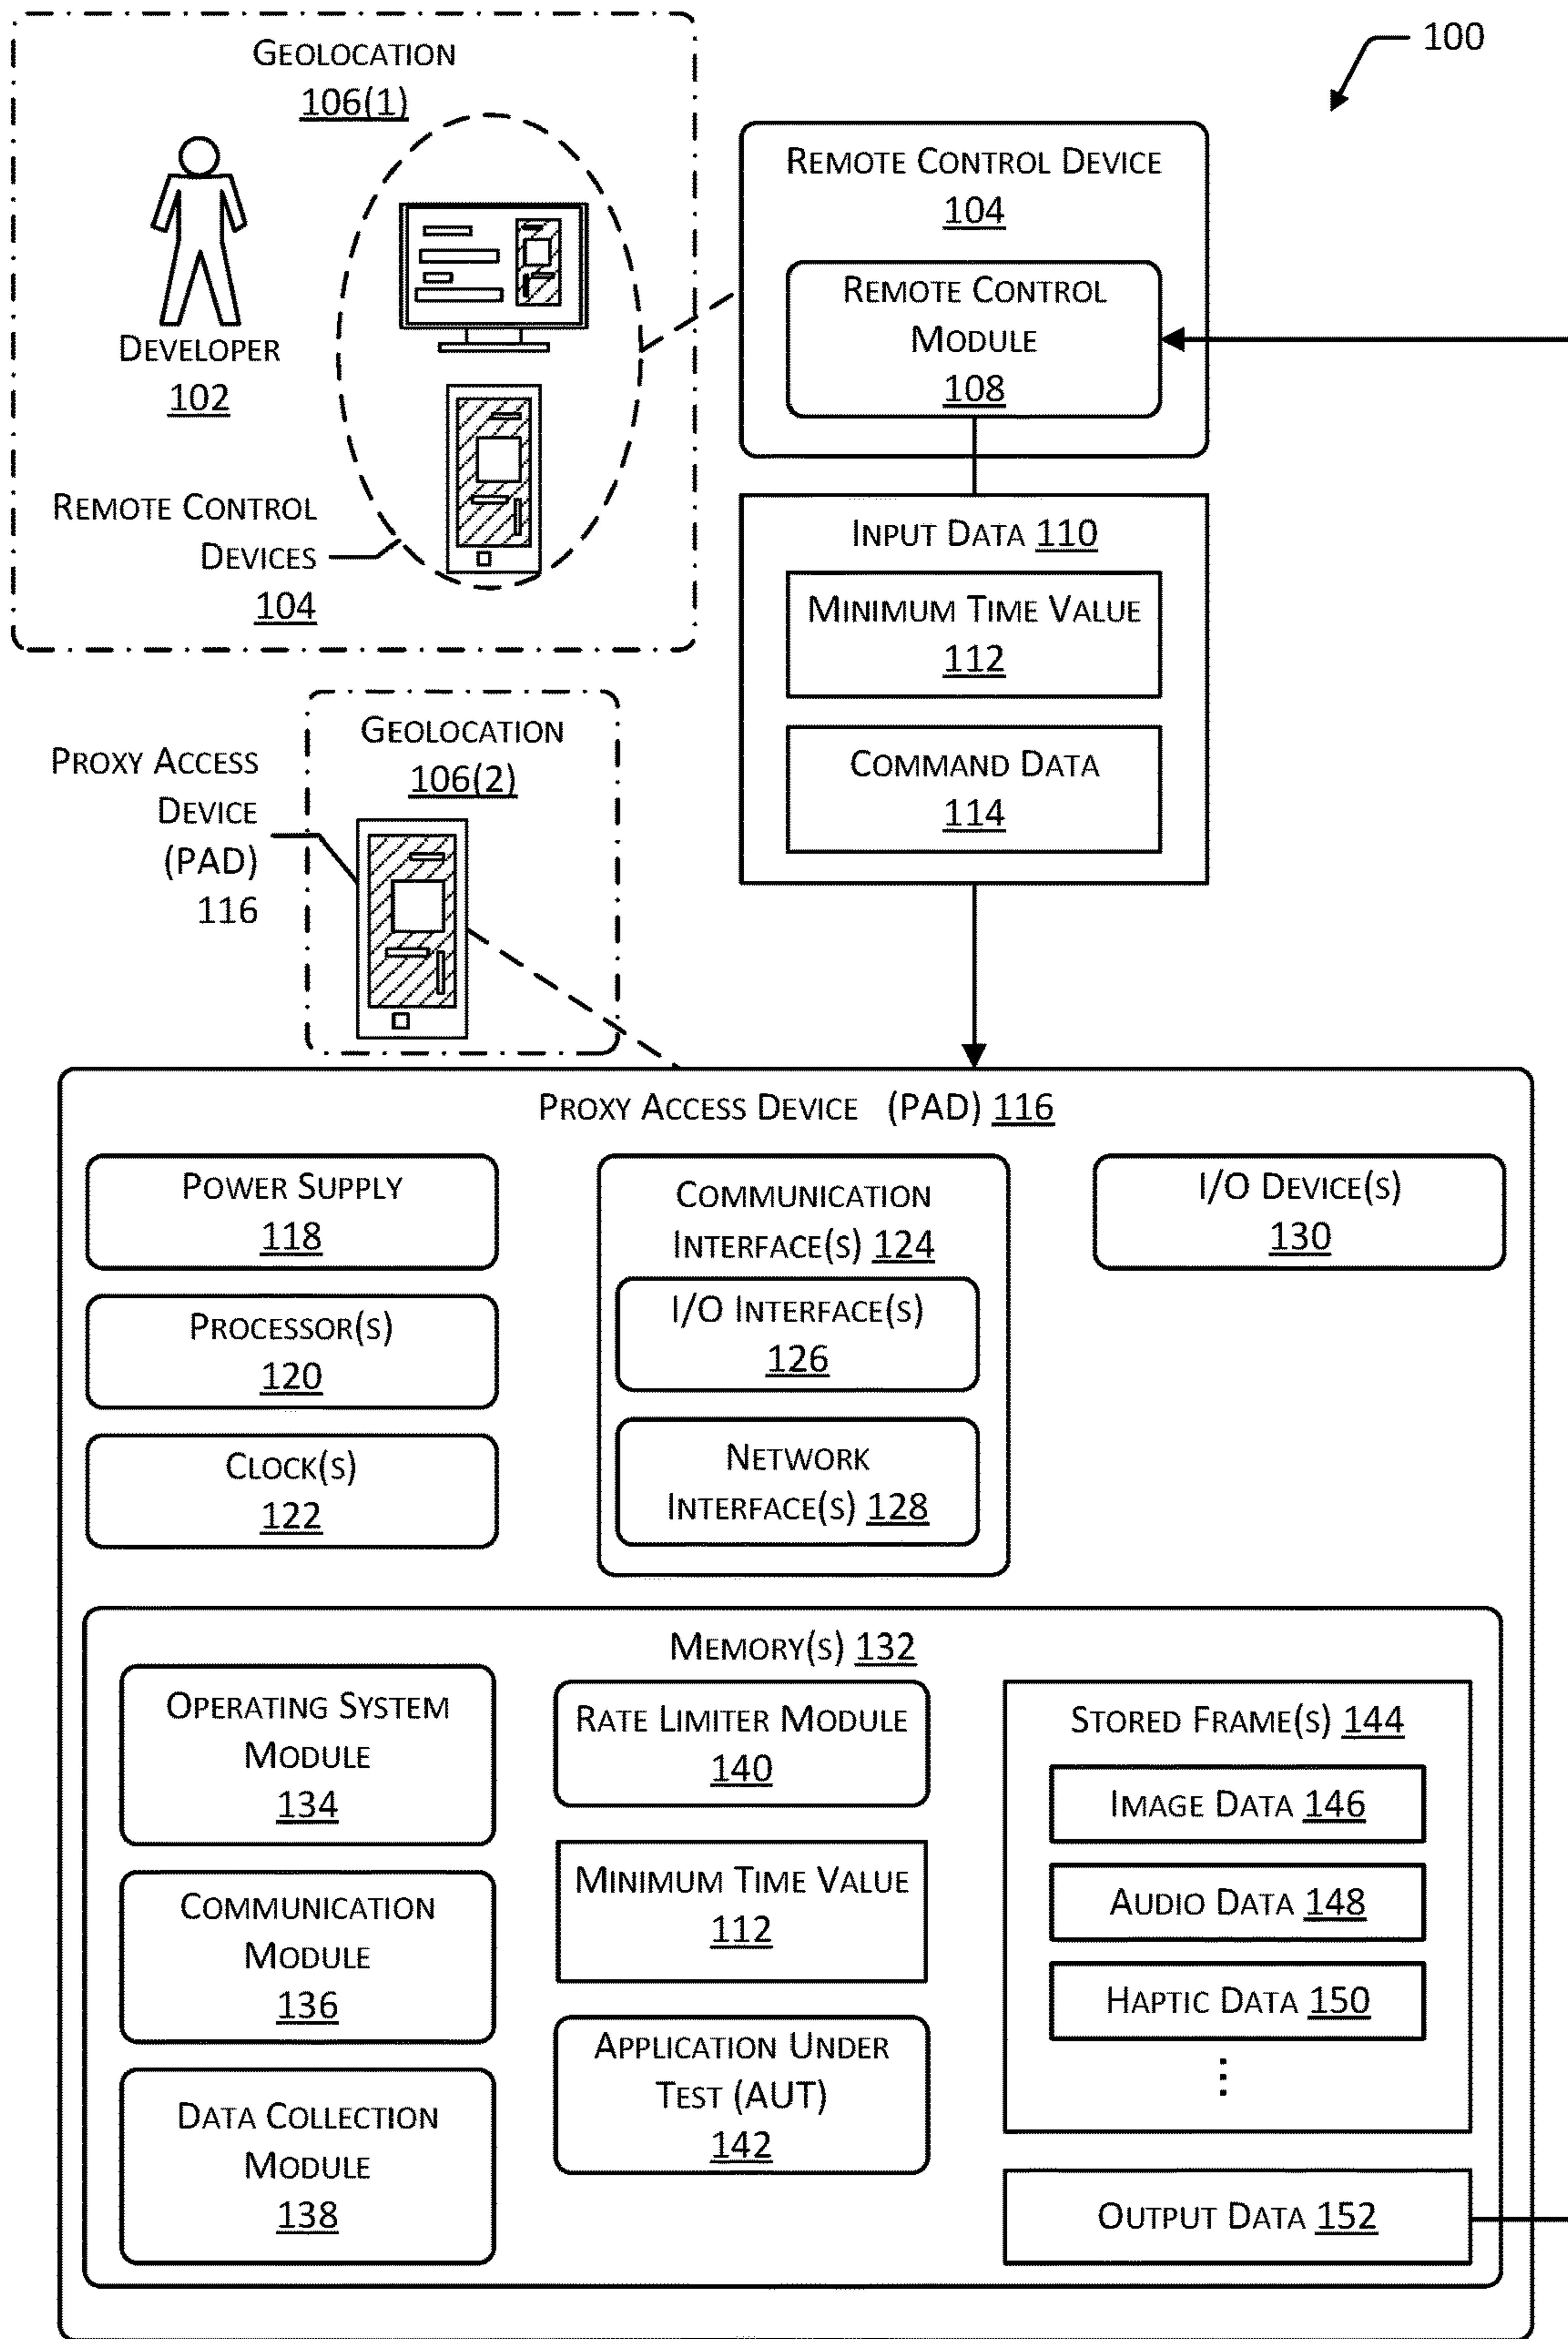 100
GEOLOCATION
106(1)
DEVELOPER
102
REMOTE CONTROL
DEVICES
104
REMOTE CONTROL DEVICE
104
REMOTE CONTROL
MODULE
108
INPUT DATA 110
MINIMUM TIME VALUE
112
COMMAND DATA
114
GEOLOCATION
106(2)
PROXY ACCESS
DEVICE
(PAD)
116
PROXY ACCESS DEVICE (PAD) 116
POWER SUPPLY
118
PROCESSOR(S)
120
CLOCK(S)
122
COMMUNICATION
INTERFACE(S) 124
I/O INTERFACE(S)
126
NETWORK
INTERFACE(S) 128
I/O DEVICE(S)
130
MEMORY(S) 132
OPERATING SYSTEM
MODULE
134
COMMUNICATION
MODULE
136
DATA COLLECTION
MODULE
138
RATE LIMITER MODULE
140
MINIMUM TIME VALUE
112
APPLICATION UNDER
TEST (AUT)
142
STORED FRAME(S) 144
IMAGE DATA 146
AUDIO DATA 148
HAPTIC DATA 150
⋮
OUTPUT DATA 152